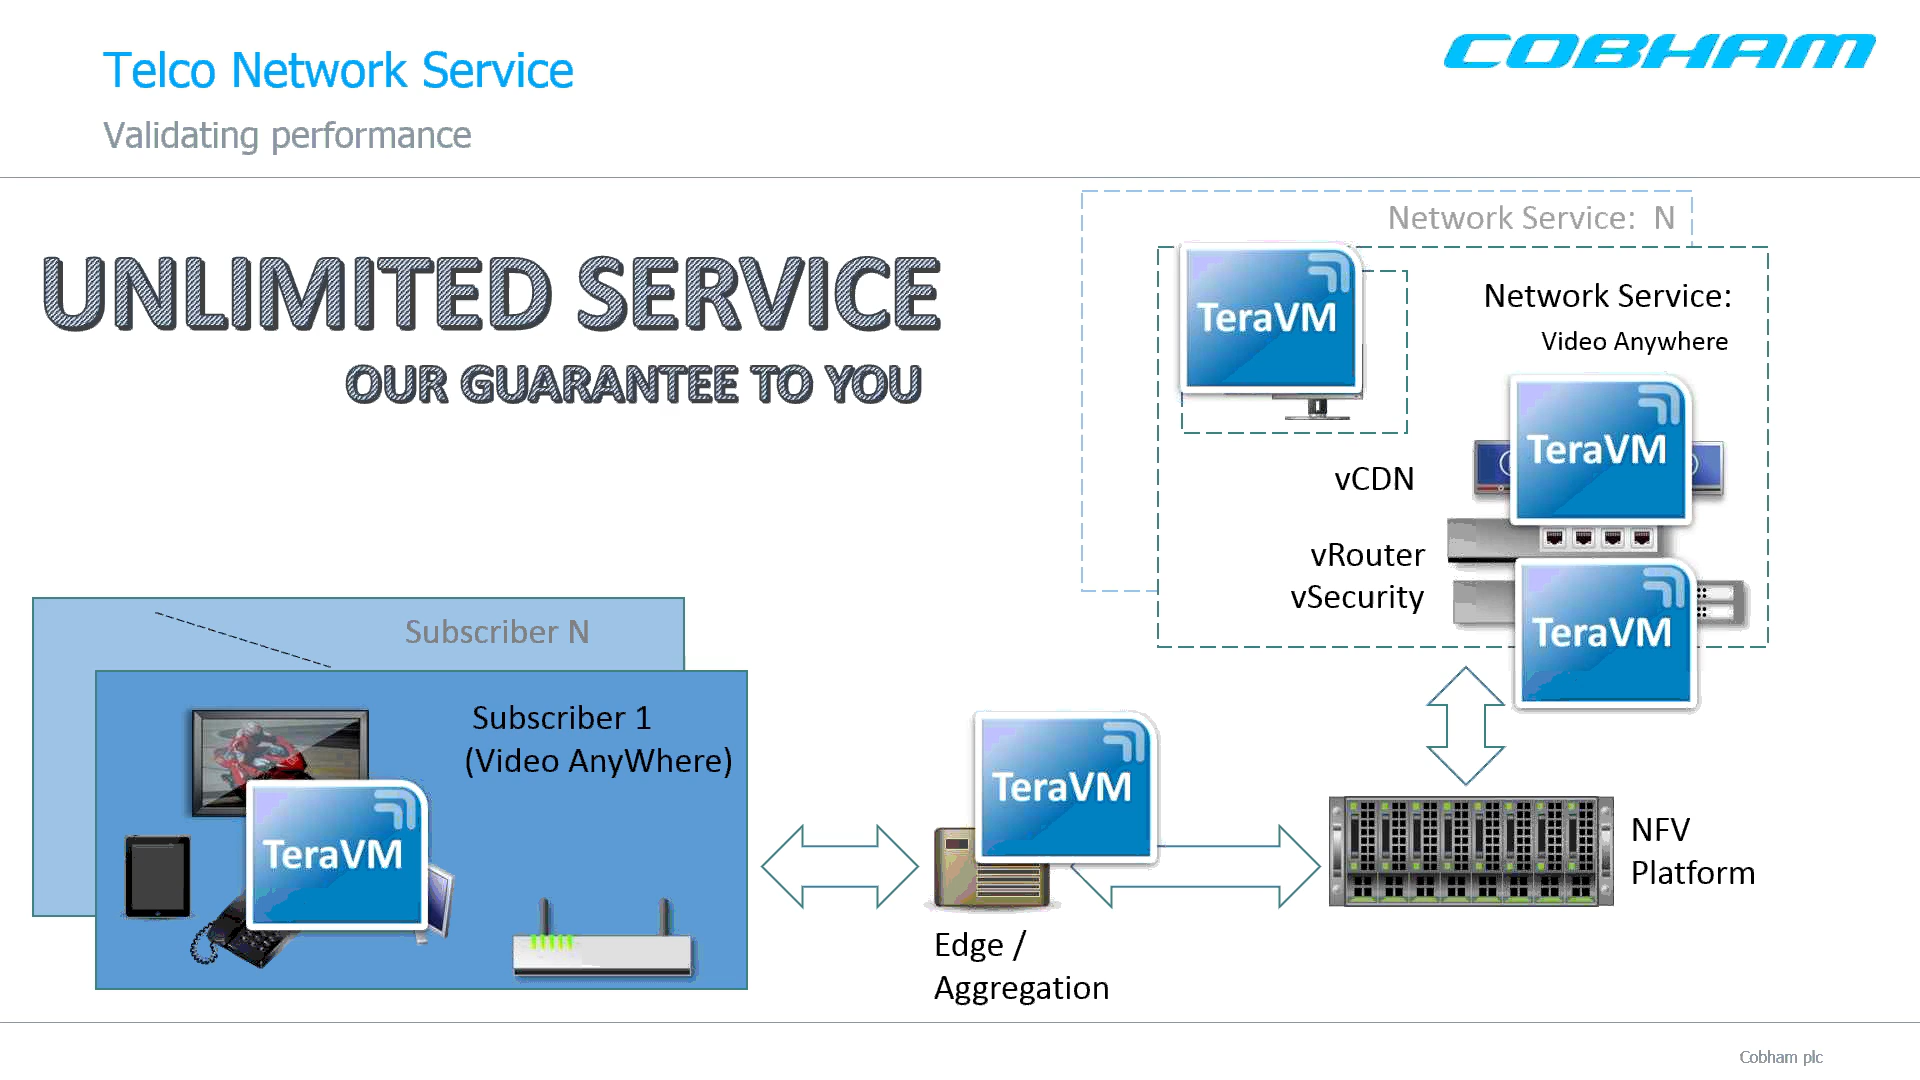 Telco Network Service
COBHAM
Validating performance
Network Service: N
UNLIMITED SERVICE
OUR GUARANTEE TO YOU
TeraVM
Network Service:
Video Anywhere
TeraVM
vCDN
vRouter
vSecurity
TeraVM
Subscriber N
Subscriber 1
(Video AnyWhere)
TeraVM
TeraVM
NFV
Platform
Edge /
Aggregation
Cobham plc